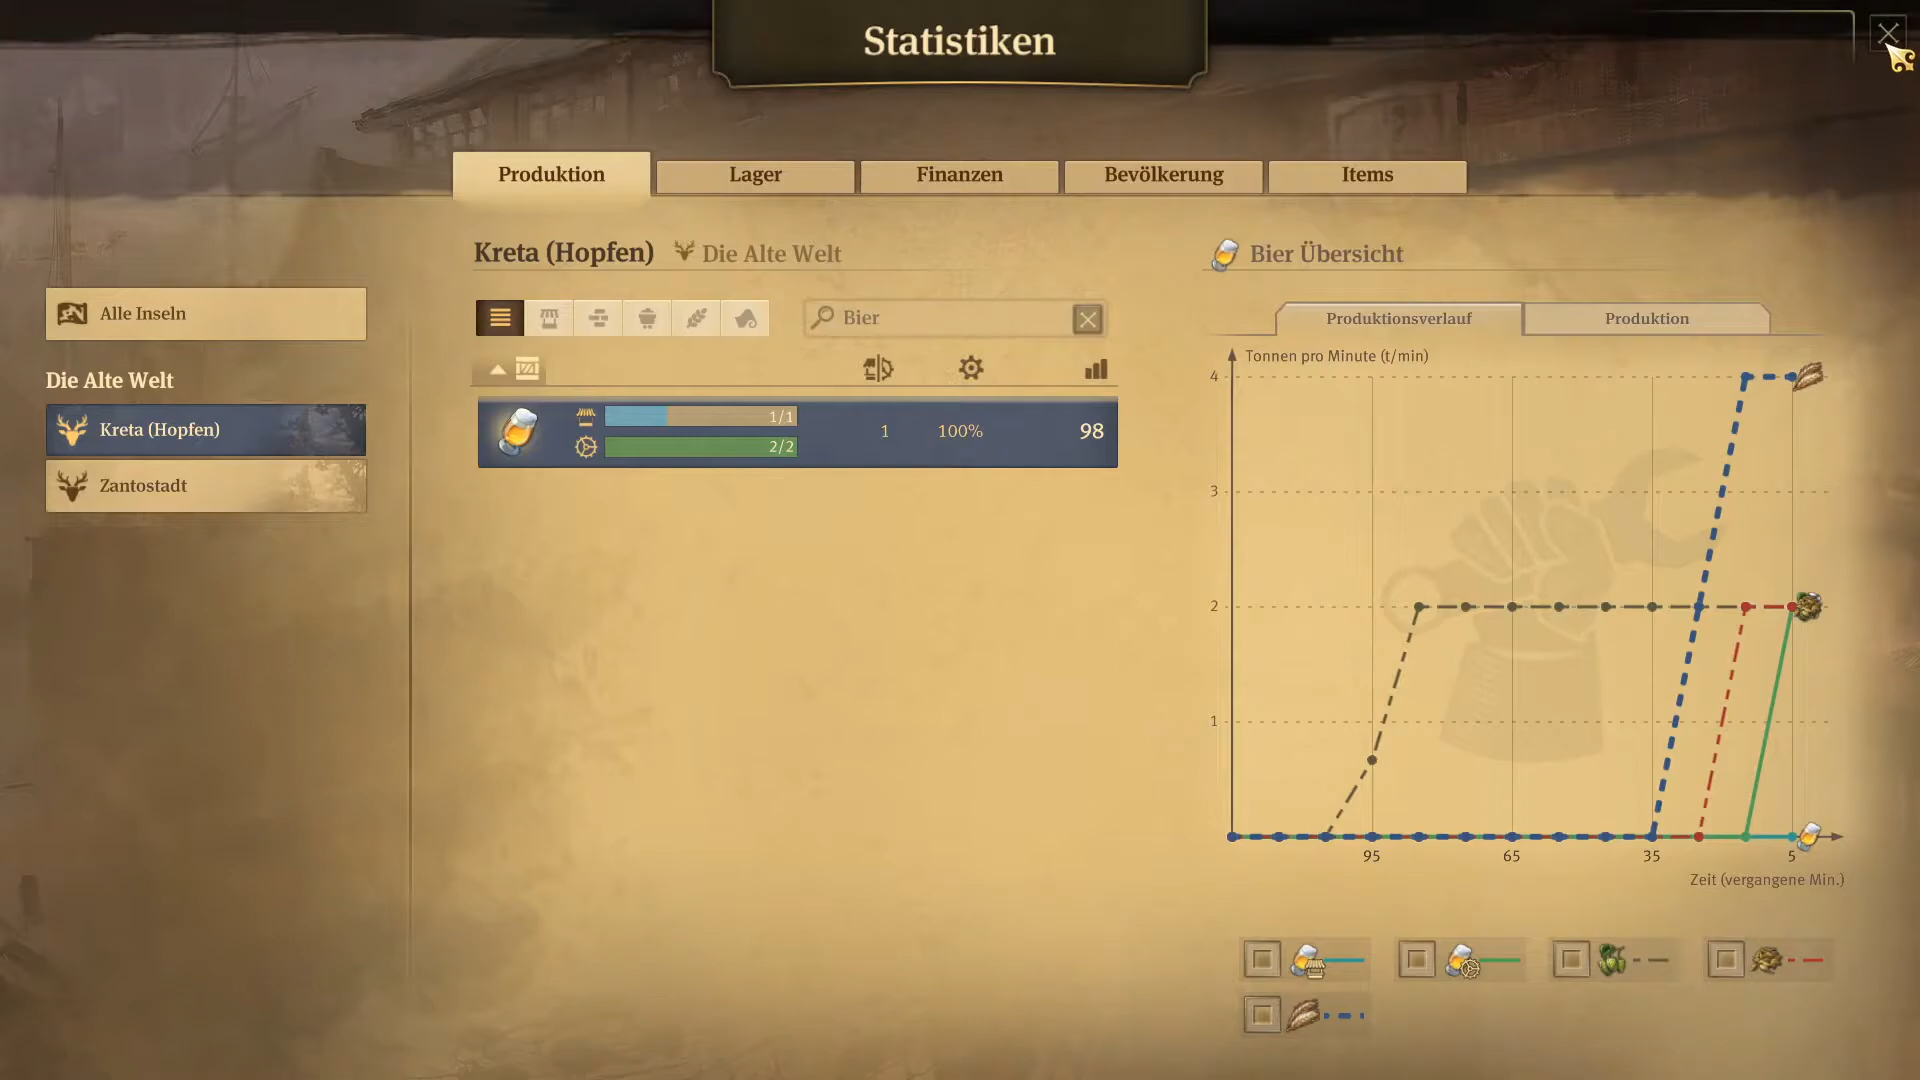 Statistiken
Produktion
Lager
Finanzen
Bevölkerung
Items
Alle Inseln
Die Alte Welt
Kreta (Hopfen)
Zantostadt
Kreta (Hopfen) Die Alte Welt
Bier
1/1
2/2
1
100%
98
Bier Übersicht
Produktionsverlauf
Produktion
Tonnen pro Minute (t/min)
4
3
2
1
95
65
35
5
Zeit (vergangene Min.)